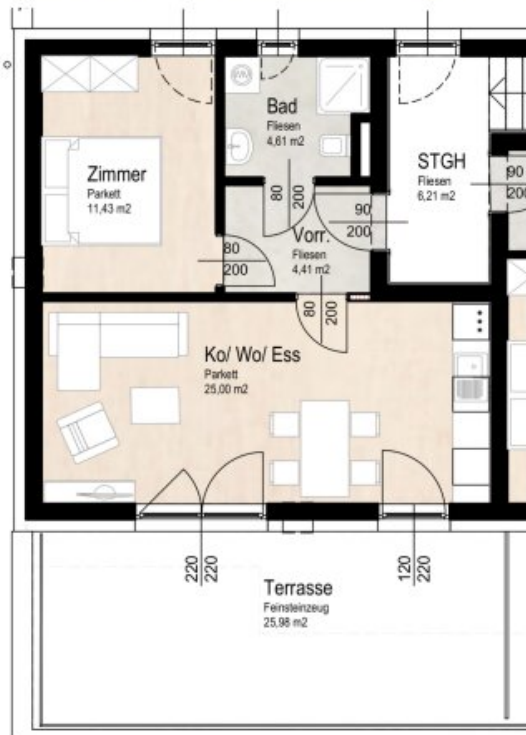 WM
Bad
Fliesen
4,61 m2
Zimmer
Parkett
11,43 m2
STGH
Fliesen
6,21 m2
90
200
80
200
90
200
Vorr.
Fliesen
4,41 m2
80
200
80
200
Ko/ Wo/ Ess
Parkett
25,00 m2
220
220
120
220
Terrasse
Feinsteinzeug
25,98 m2